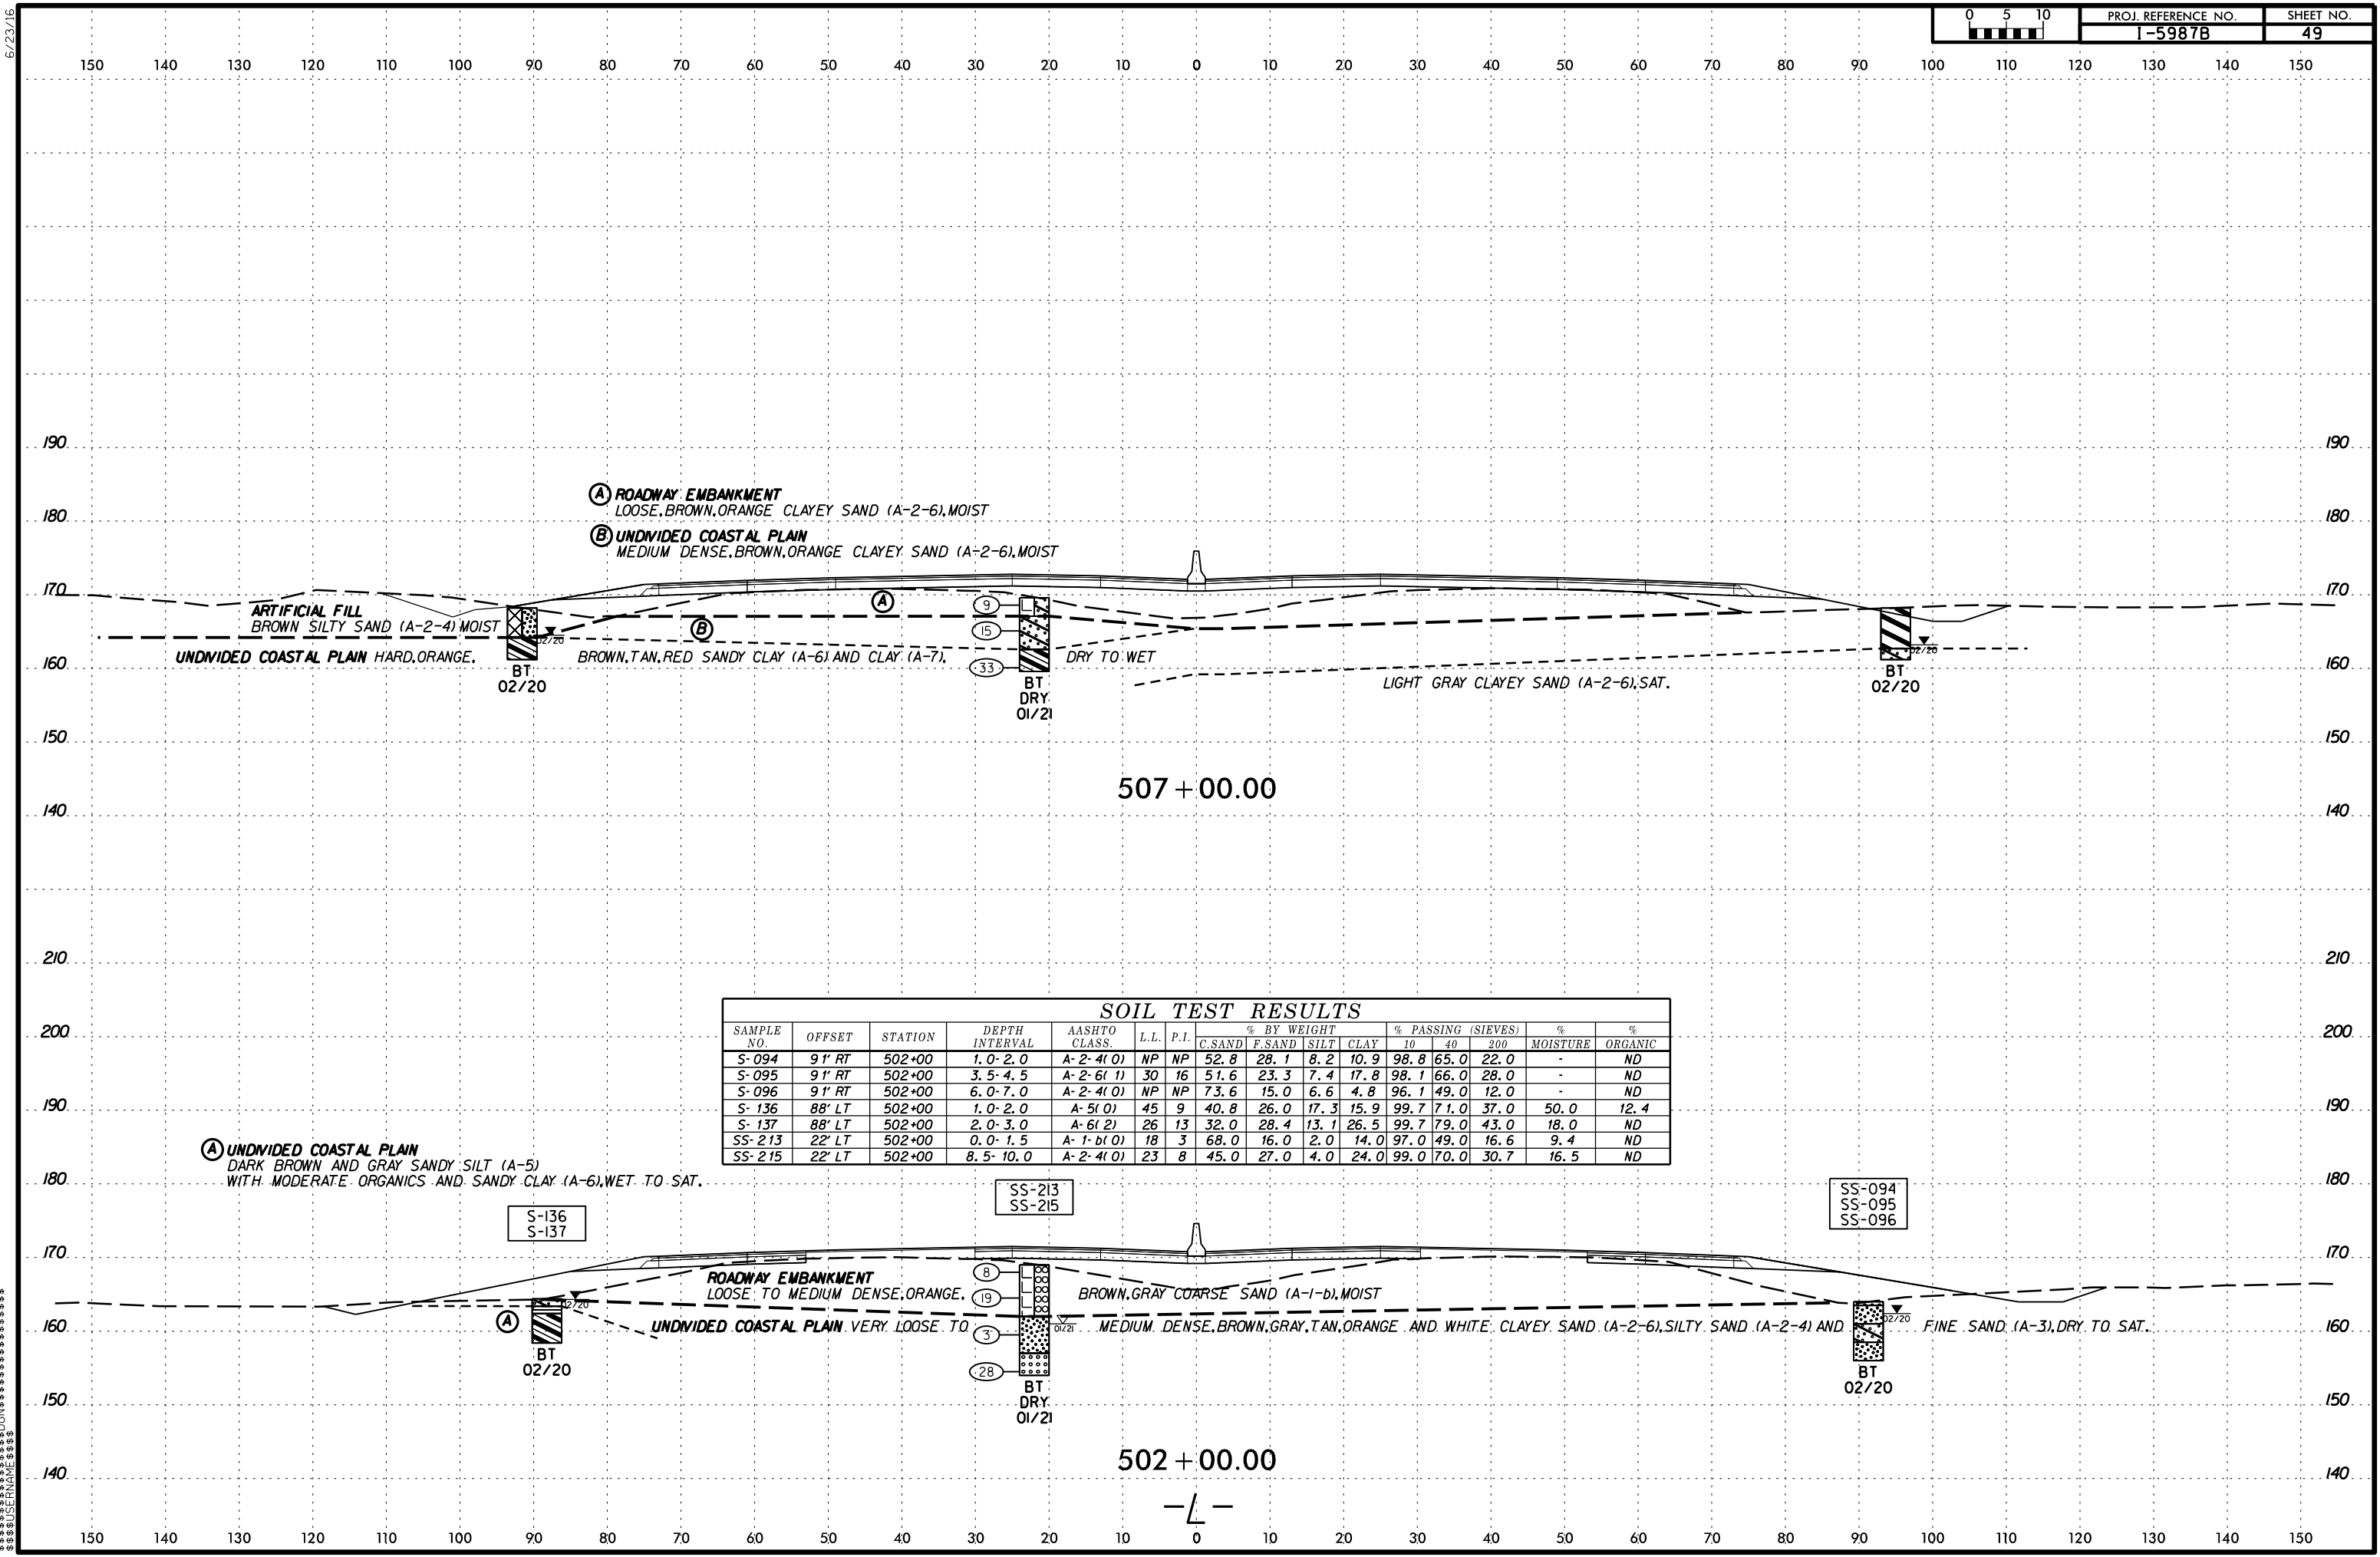 6/23/16
0 5 10
PROJ. REFERENCE NO. SHEET NO.
I-5987B 49
150 140 130 120 110 100 90 80 70 60 50 40 30 20 10 0 10 20 30 40 50 60 70 80 90 100 110 120 130 140 150
190 190
A ROADWAY EMBANKMENT
LOOSE, BROWN, ORANGE CLAYEY SAND (A-2-6), MOIST
180 180
B UNDIVIDED COASTAL PLAIN
MEDIUM DENSE, BROWN, ORANGE CLAYEY SAND (A-2-6), MOIST
170 170
A
9
ARTIFICIAL FILL
BROWN SILTY SAND (A-2-4) MOIST
B
15
02/20
02/20
UNDIVIDED COASTAL PLAIN HARD, ORANGE, BROWN, TAN, RED SANDY CLAY (A-6) AND CLAY (A-7), DRY TO WET
160 33 160
BT
02/20
BT
DRY
01/21
LIGHT GRAY CLAYEY SAND (A-2-6), SAT.
BT
02/20
150 150
507+00.00
140 140
210 210
SOIL TEST RESULTS
200 200
SAMPLE NO. OFFSET STATION DEPTH INTERVAL AASHTO CLASS. L.L. P.I. % BY WEIGHT % PASSING (SIEVES) % MOISTURE % ORGANIC
C.SAND F.SAND SILT CLAY 10 40 200
S-094 91' RT 502+00 1.0-2.0 A-2-4(0) NP NP 52.8 28.1 8.2 10.9 98.8 65.0 22.0 - ND
S-095 91' RT 502+00 3.5-4.5 A-2-6(1) 30 16 51.6 23.3 7.4 17.8 98.1 66.0 28.0 - ND
S-096 91' RT 502+00 6.0-7.0 A-2-4(0) NP NP 73.6 15.0 6.6 4.8 96.1 49.0 12.0 - ND
S-136 88' LT 502+00 1.0-2.0 A-5(0) 45 9 40.8 26.0 17.3 15.9 99.7 71.0 37.0 50.0 12.4
S-137 88' LT 502+00 2.0-3.0 A-6(2) 26 13 32.0 28.4 13.1 26.5 99.7 79.0 43.0 18.0 ND
SS-213 22' LT 502+00 0.0-1.5 A-1-b(0) 18 3 68.0 16.0 2.0 14.0 97.0 49.0 16.6 9.4 ND
SS-215 22' LT 502+00 8.5-10.0 A-2-4(0) 23 8 45.0 27.0 4.0 24.0 99.0 70.0 30.7 16.5 ND
190 190
A UNDIVIDED COASTAL PLAIN
DARK BROWN AND GRAY SANDY SILT (A-5)
WITH MODERATE ORGANICS AND SANDY CLAY (A-6), WET TO SAT.
180 180
S-136
S-137
SS-213
SS-215
SS-094
SS-095
SS-096
170 170
ROADWAY EMBANKMENT
8
LOOSE TO MEDIUM DENSE, ORANGE, BROWN, GRAY COARSE SAND (A-1-b), MOIST
19
02/20
A
01/21
02/20
UNDIVIDED COASTAL PLAIN VERY LOOSE TO MEDIUM DENSE, BROWN, GRAY, TAN, ORANGE AND WHITE CLAYEY SAND (A-2-6), SILTY SAND (A-2-4) AND FINE SAND (A-3), DRY TO SAT.
160 3 160
28
BT
02/20
BT
DRY
01/21
BT
02/20
150 150
502+00.00
140 140
-L-
150 140 130 120 110 100 90 80 70 60 50 40 30 20 10 0 10 20 30 40 50 60 70 80 90 100 110 120 130 140 150